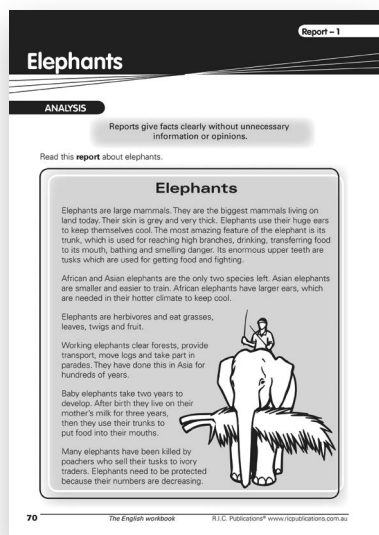 Report – 1
Elephants
ANALYSIS
Reports give facts clearly without unnecessary
information or opinions.
Read this report about elephants.
Elephants
Elephants are large mammals. They are the biggest mammals living on
land today. Their skin is grey and very thick. Elephants use their huge ears
to keep themselves cool. The most amazing feature of the elephant is its
trunk, which is used for reaching high branches, drinking, transferring food
to its mouth, bathing and smelling danger. Its enormous upper teeth are
tusks which are used for getting food and fighting.
African and Asian elephants are the only two species left. Asian elephants
are smaller and easier to train. African elephants have larger ears, which
are needed in their hotter climate to keep cool.
Elephants are herbivores and eat grasses,
leaves, twigs and fruit.
Working elephants clear forests, provide
transport, move logs and take part in
parades. They have done this in Asia for
hundreds of years.
Baby elephants take two years to
develop. After birth they live on their
mother's milk for three years,
then they use their trunks to
put food into their mouths.
Many elephants have been killed by
poachers who sell their tusks to ivory
traders. Elephants need to be protected
because their numbers are decreasing.
70 The English workbook R.I.C. Publications® www.ricpublications.com.au